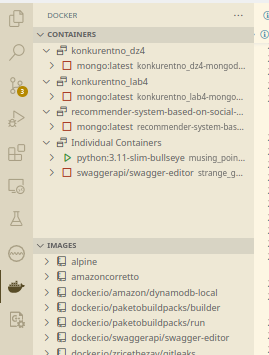 DOCKER
CONTAINERS
konkurentno_dz4
mongo:latest konkurentno_dz4-mongod...
konkurentno_lab4
mongo:latest konkurentno_lab4-mongo...
recommender-system-based-on-social-...
mongo:latest recommender-system-bas...
Individual Containers
python:3.11-slim-bullseye musing_poin...
swaggerapi/swagger-editor strange_g...
3
IMAGES
alpine
amazoncorretto
docker.io/amazon/dynamodb-local
docker.io/paketobuildpacks/builder
docker.io/paketobuildpacks/run
docker.io/swaggerapi/swagger-editor
docker.io/zricethezav/gitleaks